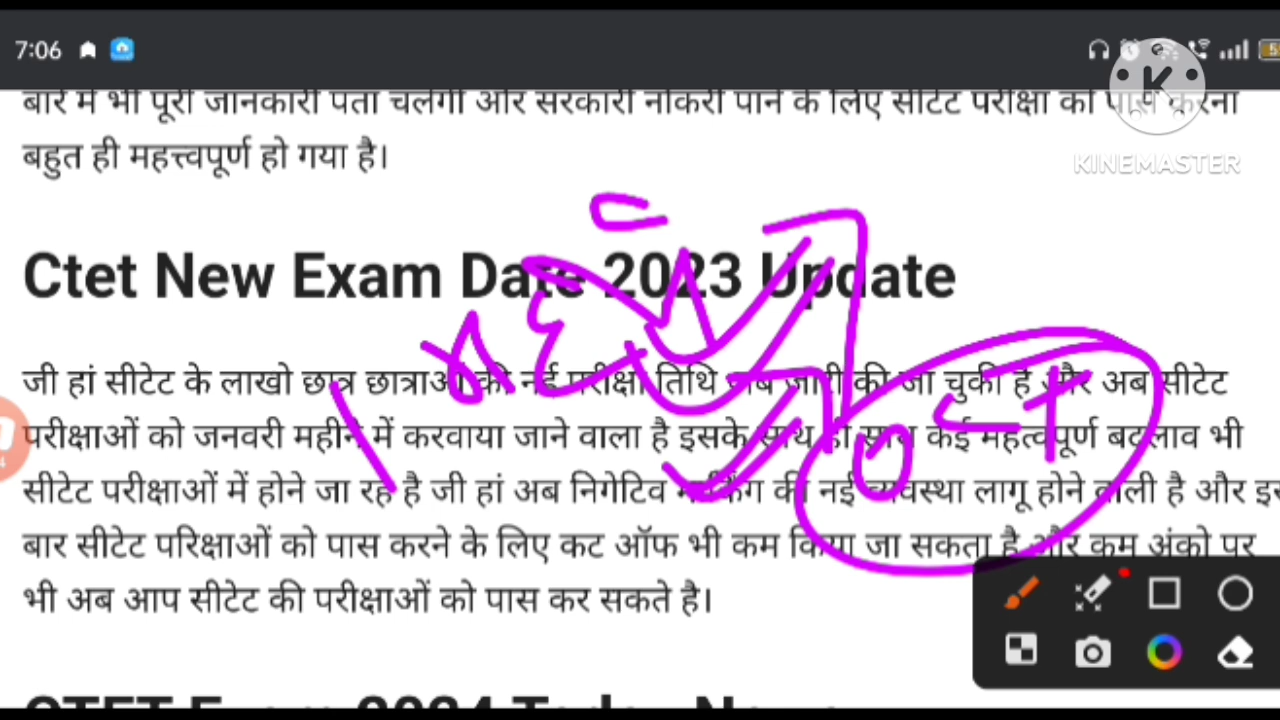 7:06
KINEMASTER
बारे में भी पूरी जानकारी पता चलेगी और सरकारी नौकरी पाने के लिए सीटेट परीक्षा को पास करना
बहुत ही महत्त्वपूर्ण हो गया है।
Ctet New Exam Date 2023 Update
जी हां सीटेट के लाखो छात्र छात्राओं की नई परीक्षा तिथि अब जारी की जा चुकी है और अब सीटेट
परीक्षाओं को जनवरी महीने में करवाया जाने वाला है इसके साथ ही साथ कई महत्वपूर्ण बदलाव भी
सीटेट परीक्षाओं में होने जा रहे है जी हां अब निगेटिव मार्किंग की नई व्यवस्था लागू होने वाली है और
बार सीटेट परिक्षाओं को पास करने के लिए कट ऑफ भी कम किया जा सकता है और कम अंको पर
भी अब आप सीटेट की परीक्षाओं को पास कर सकते है।